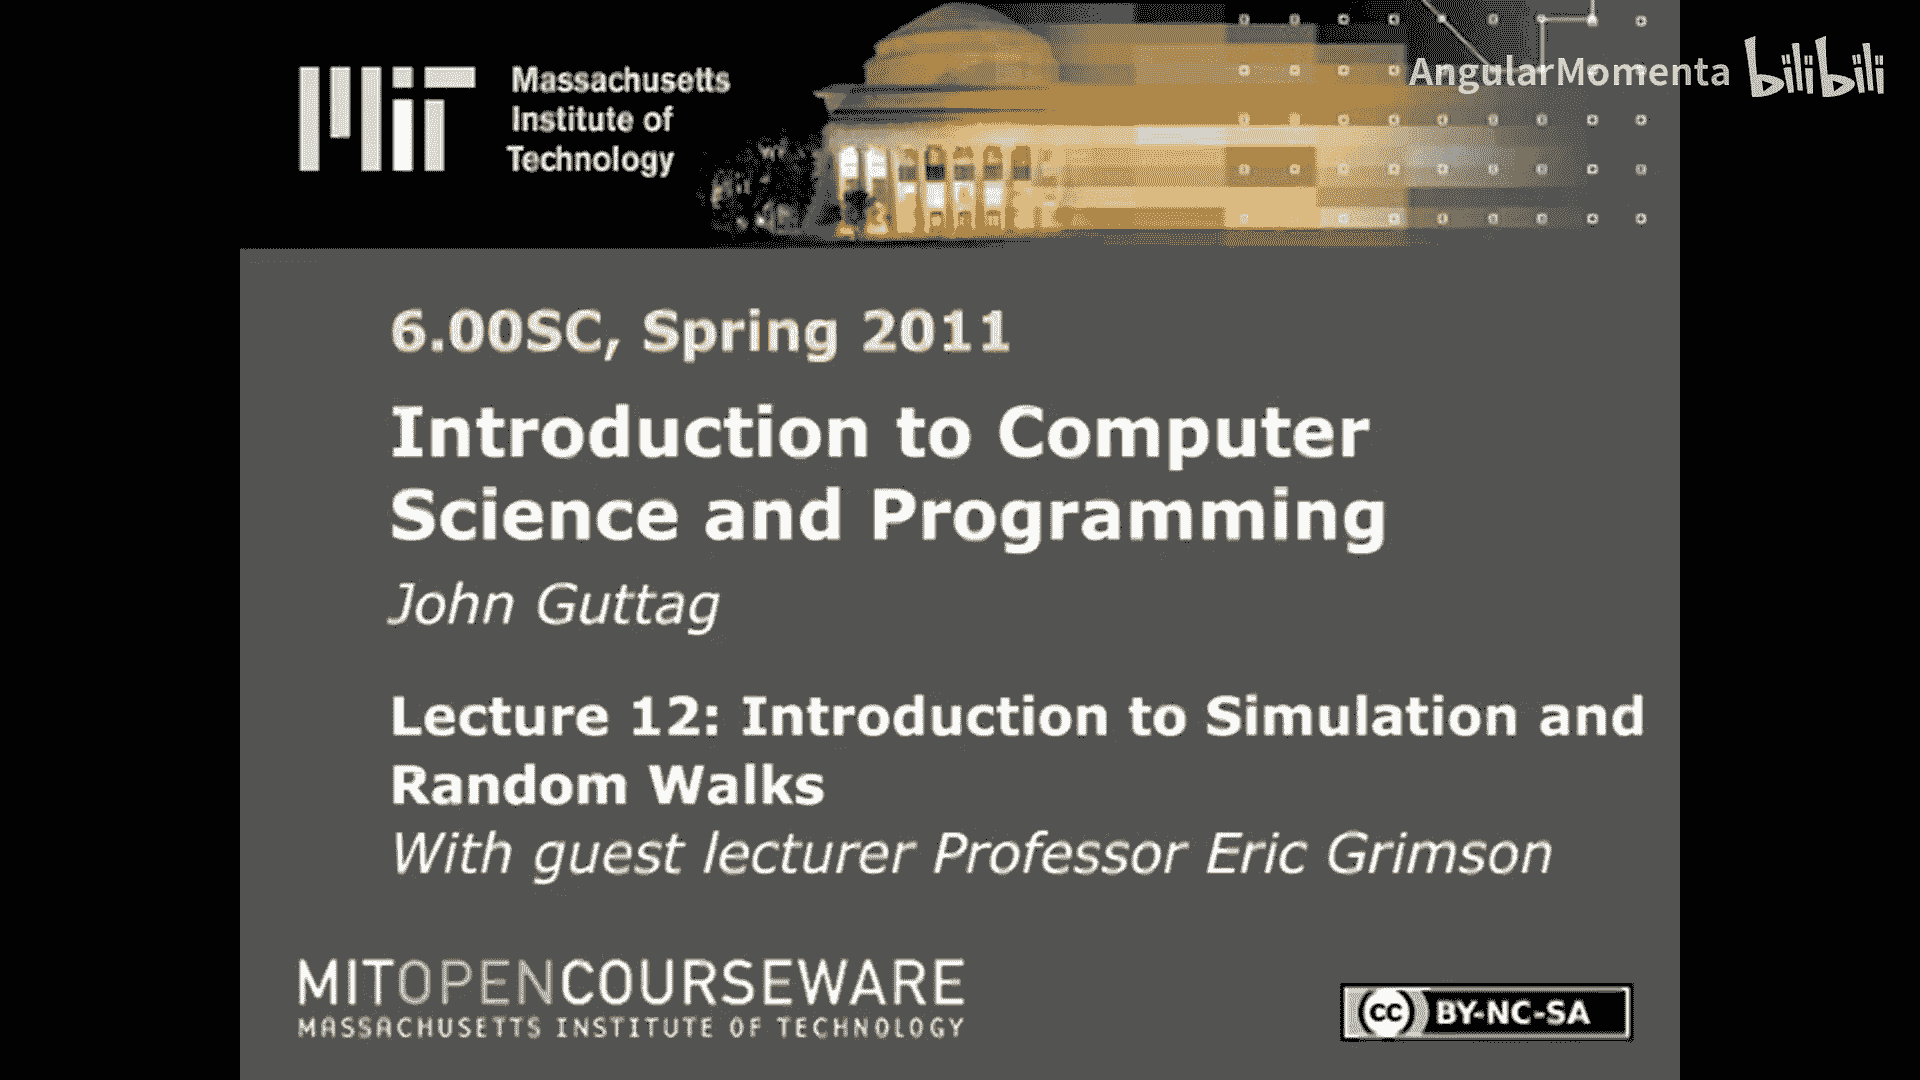 MIT
Massachusetts
Institute of
Technology
AngularMomenta bilibili
6.00SC, Spring 2011
Introduction to Computer
Science and Programming
John Guttag
Lecture 12: Introduction to Simulation and
Random Walks
With guest lecturer Professor Eric Grimson
MITOPENCOURSEWARE
MASSACHUSETTS INSTITUTE OF TECHNOLOGY
cc BY-NC-SA